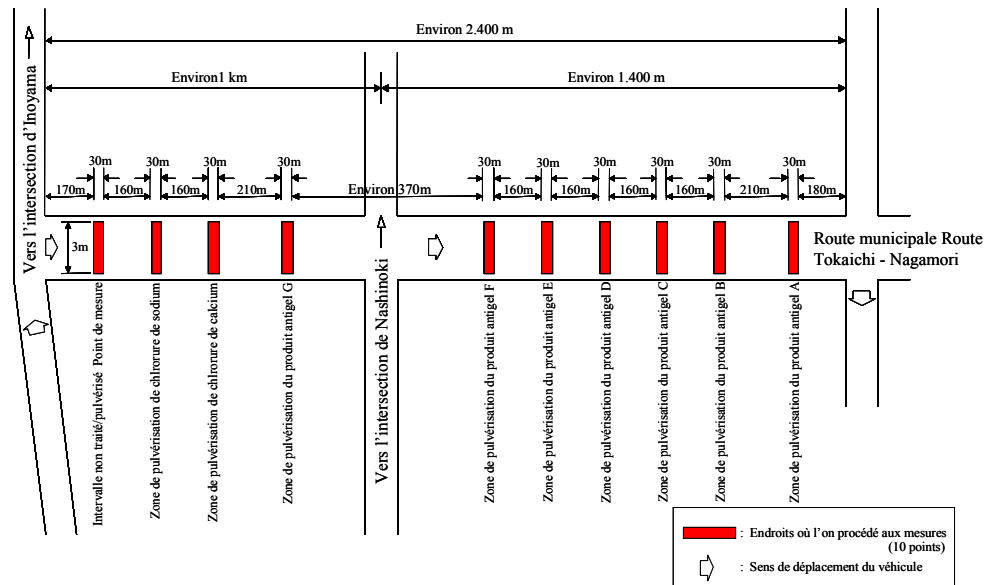 Environ 2.400 m
Environ1 km
Environ 1.400 m
30m
30m
30m
30m
30m
30m
30m
30m
30m
30m
170m
160m
160m
210m
Environ 370m
160m
160m
160m
160m
210m
180m
Vers l'intersection d'Inoyama
3m
Route municipale Route
Tokaichi - Nagamori
Intervalle non traité/pulvérisé Point de mesure
Zone de pulvérisation de chlrorure de sodium
Zone de pulvérisation de chlrorure de calcium
Zone de pulvérisation du produit antigel G
Vers l'intersection de Nashinoki
Zone de pulvérisation du produit antigel F
Zone de pulvérisation du produit antigel E
Zone de pulvérisation du produit antigel D
Zone de pulvérisation du produit antigel C
Zone de pulvérisation du produit antigel B
Zone de pulvérisation du produit antigel A
: Endroits où l'on procédé aux mesures
(10 points)
: Sens de déplacement du véhicule